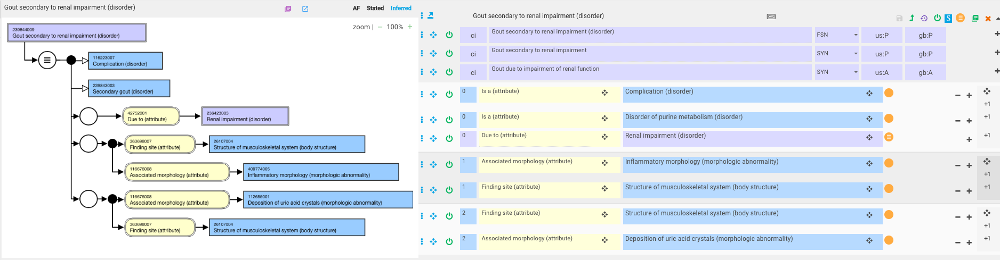 Gout secondary to renal impairment (disorder)
AF Stated Inferred
zoom | − 100% +
239844009
Gout secondary to renal impairment (disorder)
116223007
Complication (disorder)
239843003
Secondary gout (disorder)
42752001
Due to (attribute)
236423003
Renal impairment (disorder)
363698007
Finding site (attribute)
26107004
Structure of musculoskeletal system (body structure)
116676008
Associated morphology (attribute)
409774005
Inflammatory morphology (morphologic abnormality)
116676008
Associated morphology (attribute)
112655001
Deposition of uric acid crystals (morphologic abnormality)
363698007
Finding site (attribute)
26107004
Structure of musculoskeletal system (body structure)
Gout secondary to renal impairment (disorder)
S
ci Gout secondary to renal impairment (disorder) FSN us:P gb:P +
ci Gout secondary to renal impairment SYN us:P gb:P +
ci Gout due to impairment of renal function SYN us:A gb:A +
0 Is a (attribute) Complication (disorder) − + +1
0 Is a (attribute) Disorder of purine metabolism (disorder) − + +1
0 Due to (attribute) Renal impairment (disorder) + +1
1 Associated morphology (attribute) Inflammatory morphology (morphologic abnormality) − + +1
1 Finding site (attribute) Structure of musculoskeletal system (body structure) − + +1
2 Finding site (attribute) Structure of musculoskeletal system (body structure) − + +1
2 Associated morphology (attribute) Deposition of uric acid crystals (morphologic abnormality) − + +1